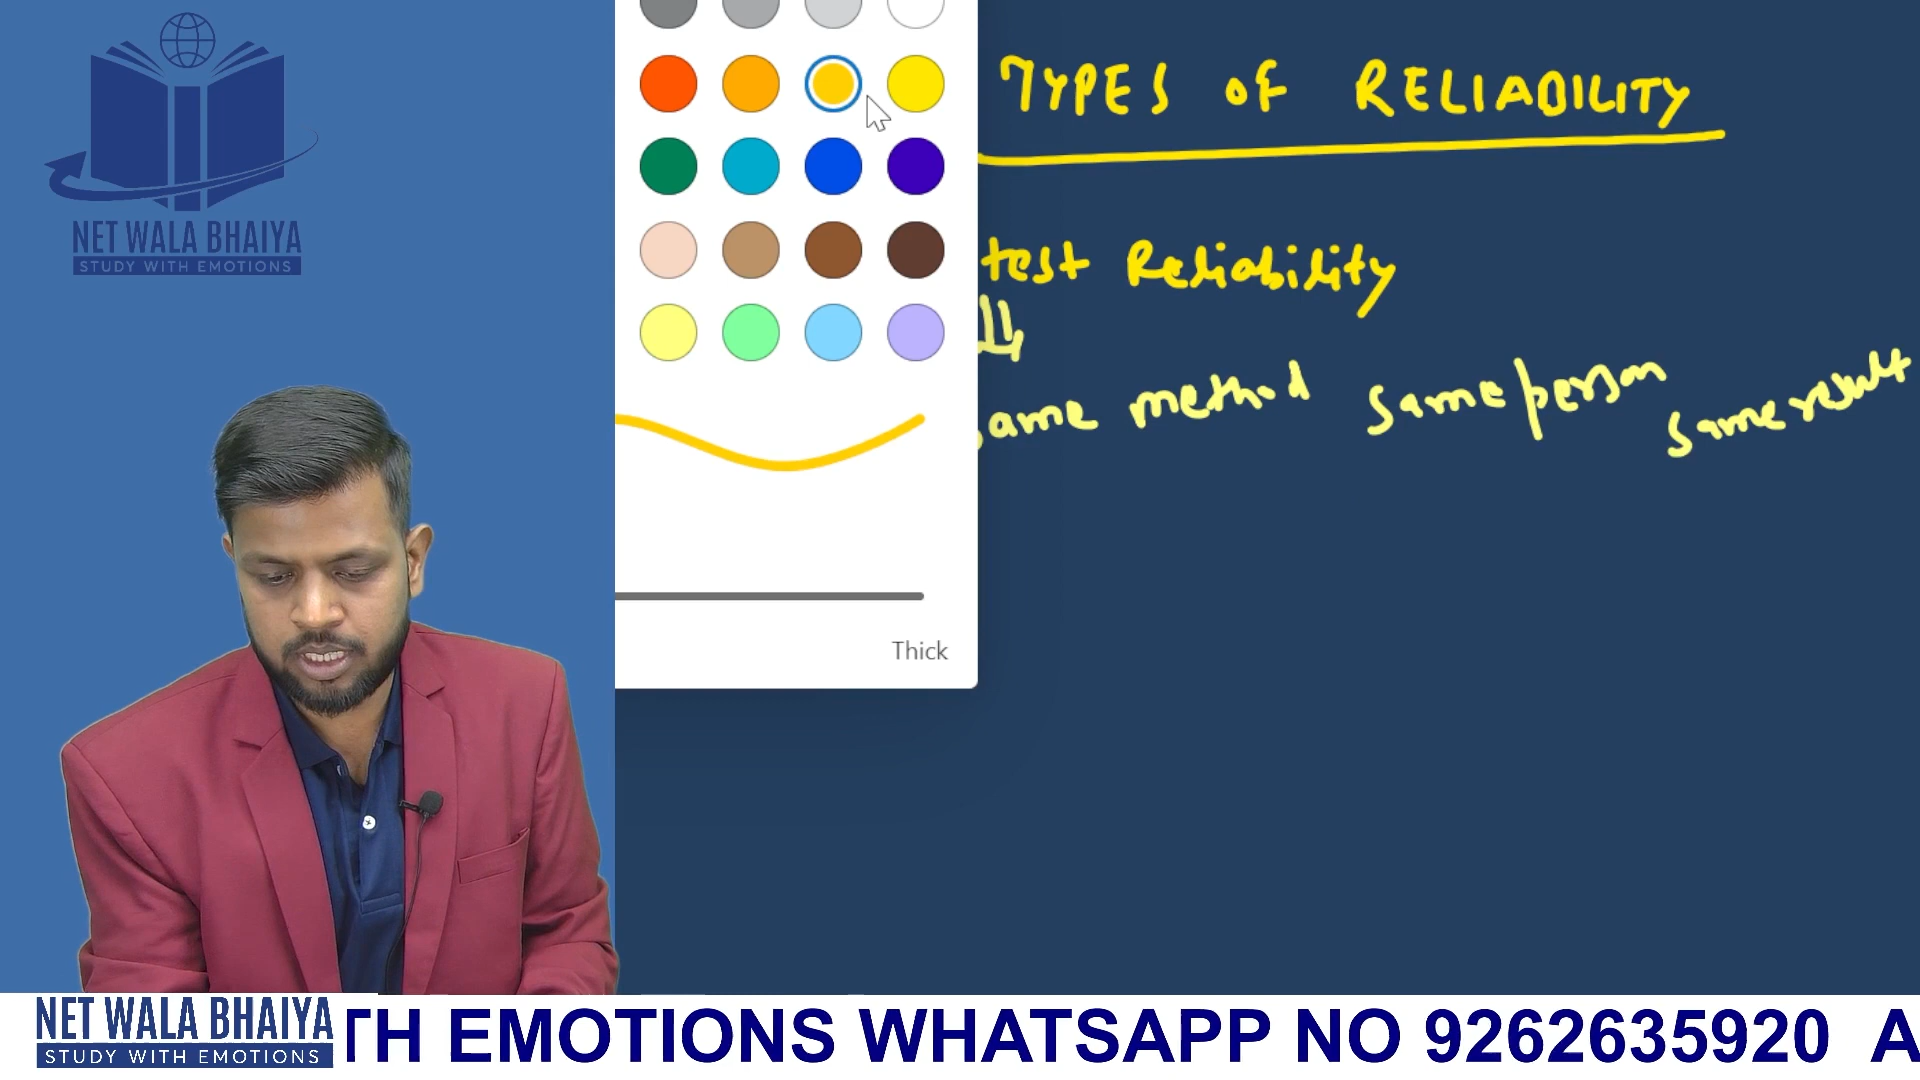 NET WALA BHAIYA
STUDY WITH EMOTIONS
TYPES OF RELIABILITY
test Reliability
same method same person same result
Thick
NET WALA BHAIYA
STUDY WITH EMOTIONS
TH EMOTIONS WHATSAPP NO 9262635920 A